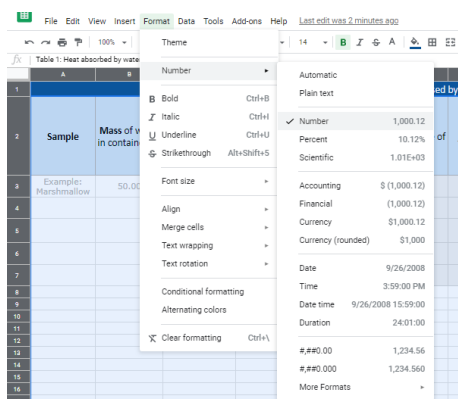 File Edit View Insert Format Data Tools Add-ons Help Last edit was 2 minutes ago
100% 14 B I S A
fx Table 1: Heat absorbed by wate
A B
1 ed by
2 Sample Mass of w
in contain
of
3 Example:
Marshmallow
50.00
4
5
6
7
8
9
10
11
12
13
14
15
16
Theme
Number
B Bold Ctrl+B
I Italic Ctrl+I
U Underline Ctrl+U
S Strikethrough Alt+Shift+5
Font size
Align
Merge cells
Text wrapping
Text rotation
Conditional formatting
Alternating colors
Clear formatting Ctrl+\
Automatic
Plain text
✓ Number 1,000.12
Percent 10.12%
Scientific 1.01E+03
Accounting $ (1,000.12)
Financial (1,000.12)
Currency $1,000.12
Currency (rounded) $1,000
Date 9/26/2008
Time 3:59:00 PM
Date time 9/26/2008 15:59:00
Duration 24:01:00
#,##0.00 1,234.56
#,##0.000 1,234.560
More Formats